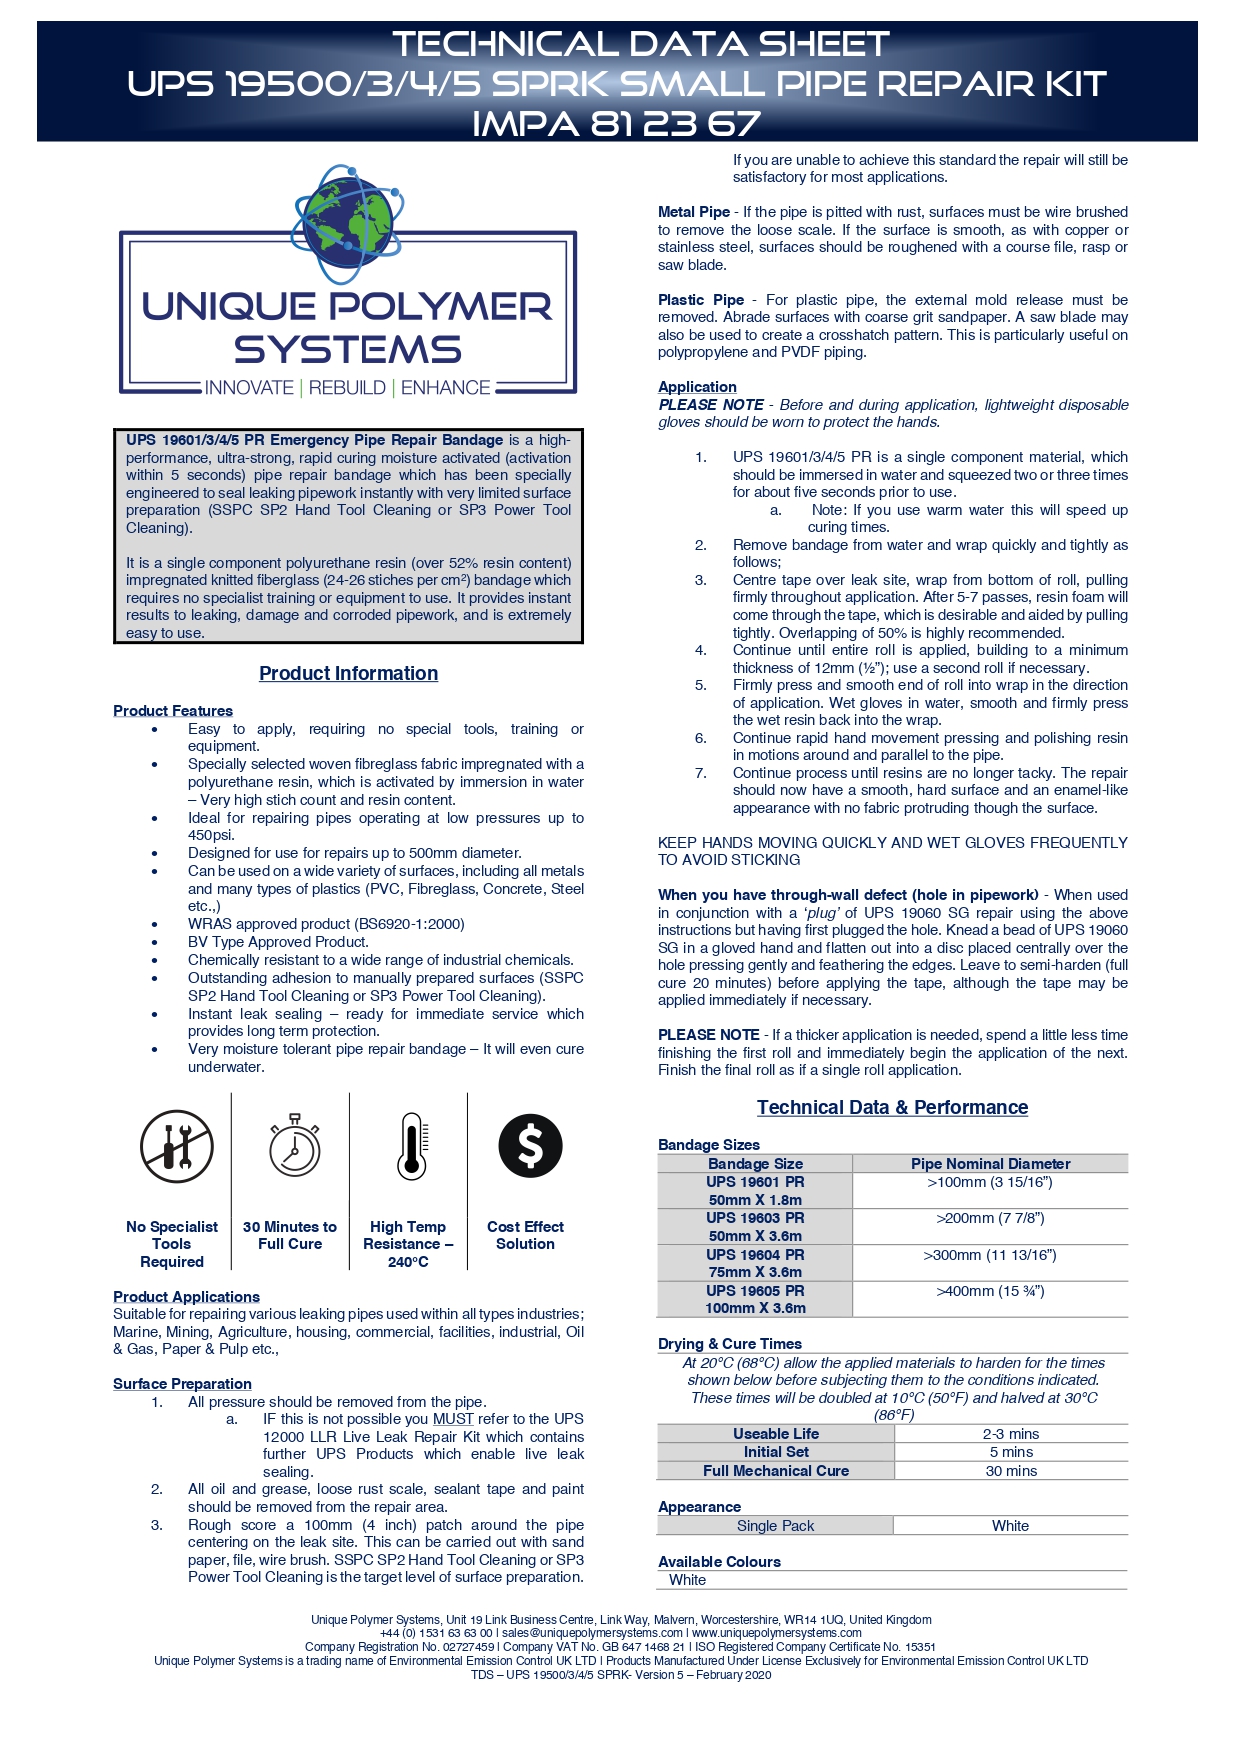 TECHNICAL DATA SHEET
UPS 19500/3/4/5 SPRK SMALL PIPE REPAIR KIT
IMPA 81 23 67
UNIQUE POLYMER
SYSTEMS
INNOVATE | REBUILD | ENHANCE
UPS 19601/3/4/5 PR Emergency Pipe Repair Bandage is a high-
performance, ultra-strong, rapid curing moisture activated (activation
within 5 seconds) pipe repair bandage which has been specially
engineered to seal leaking pipework instantly with very limited surface
preparation (SSPC SP2 Hand Tool Cleaning or SP3 Power Tool
Cleaning).
It is a single component polyurethane resin (over 52% resin content)
impregnated knitted fiberglass (24-26 stiches per cm²) bandage which
requires no specialist training or equipment to use. It provides instant
results to leaking, damage and corroded pipework, and is extremely
easy to use.
Product Information
Product Features
• Easy to apply, requiring no special tools, training or
equipment.
• Specially selected woven fibreglass fabric impregnated with a
polyurethane resin, which is activated by immersion in water
– Very high stich count and resin content.
• Ideal for repairing pipes operating at low pressures up to
450psi.
• Designed for use for repairs up to 500mm diameter.
• Can be used on a wide variety of surfaces, including all metals
and many types of plastics (PVC, Fibreglass, Concrete, Steel
etc.,)
• WRAS approved product (BS6920-1:2000)
• BV Type Approved Product.
• Chemically resistant to a wide range of industrial chemicals.
• Outstanding adhesion to manually prepared surfaces (SSPC
SP2 Hand Tool Cleaning or SP3 Power Tool Cleaning).
• Instant leak sealing – ready for immediate service which
provides long term protection.
• Very moisture tolerant pipe repair bandage – It will even cure
underwater.
No Specialist
Tools
Required
30 Minutes to
Full Cure
High Temp
Resistance –
240°C
Cost Effect
Solution
Product Applications
Suitable for repairing various leaking pipes used within all types industries;
Marine, Mining, Agriculture, housing, commercial, facilities, industrial, Oil
& Gas, Paper & Pulp etc.,
Surface Preparation
1. All pressure should be removed from the pipe.
a. IF this is not possible you MUST refer to the UPS
12000 LLR Live Leak Repair Kit which contains
further UPS Products which enable live leak
sealing.
2. All oil and grease, loose rust scale, sealant tape and paint
should be removed from the repair area.
3. Rough score a 100mm (4 inch) patch around the pipe
centering on the leak site. This can be carried out with sand
paper, file, wire brush. SSPC SP2 Hand Tool Cleaning or SP3
Power Tool Cleaning is the target level of surface preparation.
If you are unable to achieve this standard the repair will still be
satisfactory for most applications.
Metal Pipe - If the pipe is pitted with rust, surfaces must be wire brushed
to remove the loose scale. If the surface is smooth, as with copper or
stainless steel, surfaces should be roughened with a course file, rasp or
saw blade.
Plastic Pipe - For plastic pipe, the external mold release must be
removed. Abrade surfaces with coarse grit sandpaper. A saw blade may
also be used to create a crosshatch pattern. This is particularly useful on
polypropylene and PVDF piping.
Application
PLEASE NOTE - Before and during application, lightweight disposable
gloves should be worn to protect the hands.
1. UPS 19601/3/4/5 PR is a single component material, which
should be immersed in water and squeezed two or three times
for about five seconds prior to use.
a. Note: If you use warm water this will speed up
curing times.
2. Remove bandage from water and wrap quickly and tightly as
follows;
3. Centre tape over leak site, wrap from bottom of roll, pulling
firmly throughout application. After 5-7 passes, resin foam will
come through the tape, which is desirable and aided by pulling
tightly. Overlapping of 50% is highly recommended.
4. Continue until entire roll is applied, building to a minimum
thickness of 12mm (½”); use a second roll if necessary.
5. Firmly press and smooth end of roll into wrap in the direction
of application. Wet gloves in water, smooth and firmly press
the wet resin back into the wrap.
6. Continue rapid hand movement pressing and polishing resin
in motions around and parallel to the pipe.
7. Continue process until resins are no longer tacky. The repair
should now have a smooth, hard surface and an enamel-like
appearance with no fabric protruding though the surface.
KEEP HANDS MOVING QUICKLY AND WET GLOVES FREQUENTLY
TO AVOID STICKING
When you have through-wall defect (hole in pipework) - When used
in conjunction with a ‘plug’ of UPS 19060 SG repair using the above
instructions but having first plugged the hole. Knead a bead of UPS 19060
SG in a gloved hand and flatten out into a disc placed centrally over the
hole pressing gently and feathering the edges. Leave to semi-harden (full
cure 20 minutes) before applying the tape, although the tape may be
applied immediately if necessary.
PLEASE NOTE - If a thicker application is needed, spend a little less time
finishing the first roll and immediately begin the application of the next.
Finish the final roll as if a single roll application.
Technical Data & Performance
Bandage Sizes
Bandage Size Pipe Nominal Diameter
UPS 19601 PR >100mm (3 15/16”)
50mm X 1.8m
UPS 19603 PR >200mm (7 7/8”)
50mm X 3.6m
UPS 19604 PR >300mm (11 13/16”)
75mm X 3.6m
UPS 19605 PR >400mm (15 ¾”)
100mm X 3.6m
Drying & Cure Times
At 20°C (68°C) allow the applied materials to harden for the times
shown below before subjecting them to the conditions indicated.
These times will be doubled at 10°C (50°F) and halved at 30°C
(86°F)
Useable Life 2-3 mins
Initial Set 5 mins
Full Mechanical Cure 30 mins
Appearance
Single Pack White
Available Colours
White
Unique Polymer Systems, Unit 19 Link Business Centre, Link Way, Malvern, Worcestershire, WR14 1UQ, United Kingdom
+44 (0) 1531 63 63 00 | sales@uniquepolymersystems.com | www.uniquepolymersystems.com
Company Registration No. 02727459 | Company VAT No. GB 647 1468 21 | ISO Registered Company Certificate No. 15351
Unique Polymer Systems is a trading name of Environmental Emission Control UK LTD | Products Manufactured Under License Exclusively for Environmental Emission Control UK LTD
TDS – UPS 19500/3/4/5 SPRK- Version 5 – February 2020